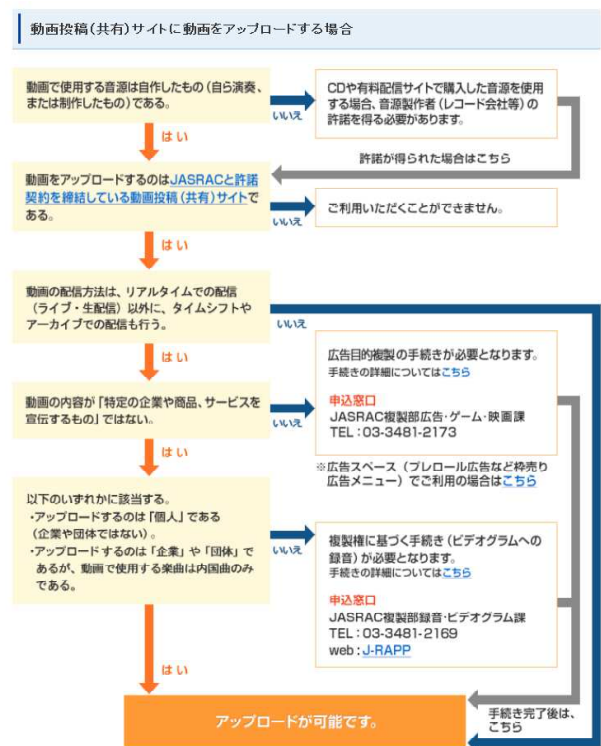 動画投稿(共有)サイトに動画をアップロードする場合
動画で使用する音源は自作したもの(自ら演奏、
または制作したもの)である。
いいえ
CDや有料配信サイトで購入した音源を使用
する場合、音源製作者(レコード会社等)の
許諾を得る必要があります。
はい
許諾が得られた場合はこちら
動画をアップロードするのはJASRACと許諾
契約を締結している動画投稿(共有)サイトで
ある。
いいえ
ご利用いただくことができません。
はい
動画の配信方法は、リアルタイムでの配信
(ライブ・生配信)以外に、タイムシフトや
アーカイブでの配信も行う。
いいえ
はい
動画の内容が「特定の企業や商品、サービスを
宣伝するもの」ではない。
いいえ
広告目的複製の手続きが必要となります。
手続きの詳細についてはこちら
申込窓口
JASRAC複製部広告・ゲーム・映画課
TEL:03-3481-2173
※広告スペース(プレロール広告など枠売り
広告メニュー)でご利用の場合はこちら
はい
以下のいずれかに該当する。
・アップロードするのは「個人」である
(企業や団体ではない)。
・アップロードするのは「企業」や「団体」で
あるが、動画で使用する楽曲は内国曲のみ
である。
いいえ
複製権に基づく手続き(ビデオグラムへの
録音)が必要となります。
手続きの詳細についてはこちら
申込窓口
JASRAC複製部録音・ビデオグラム課
TEL:03-3481-2169
web:J-RAPP
はい
アップロードが可能です。
手続き完了後は、
こちら